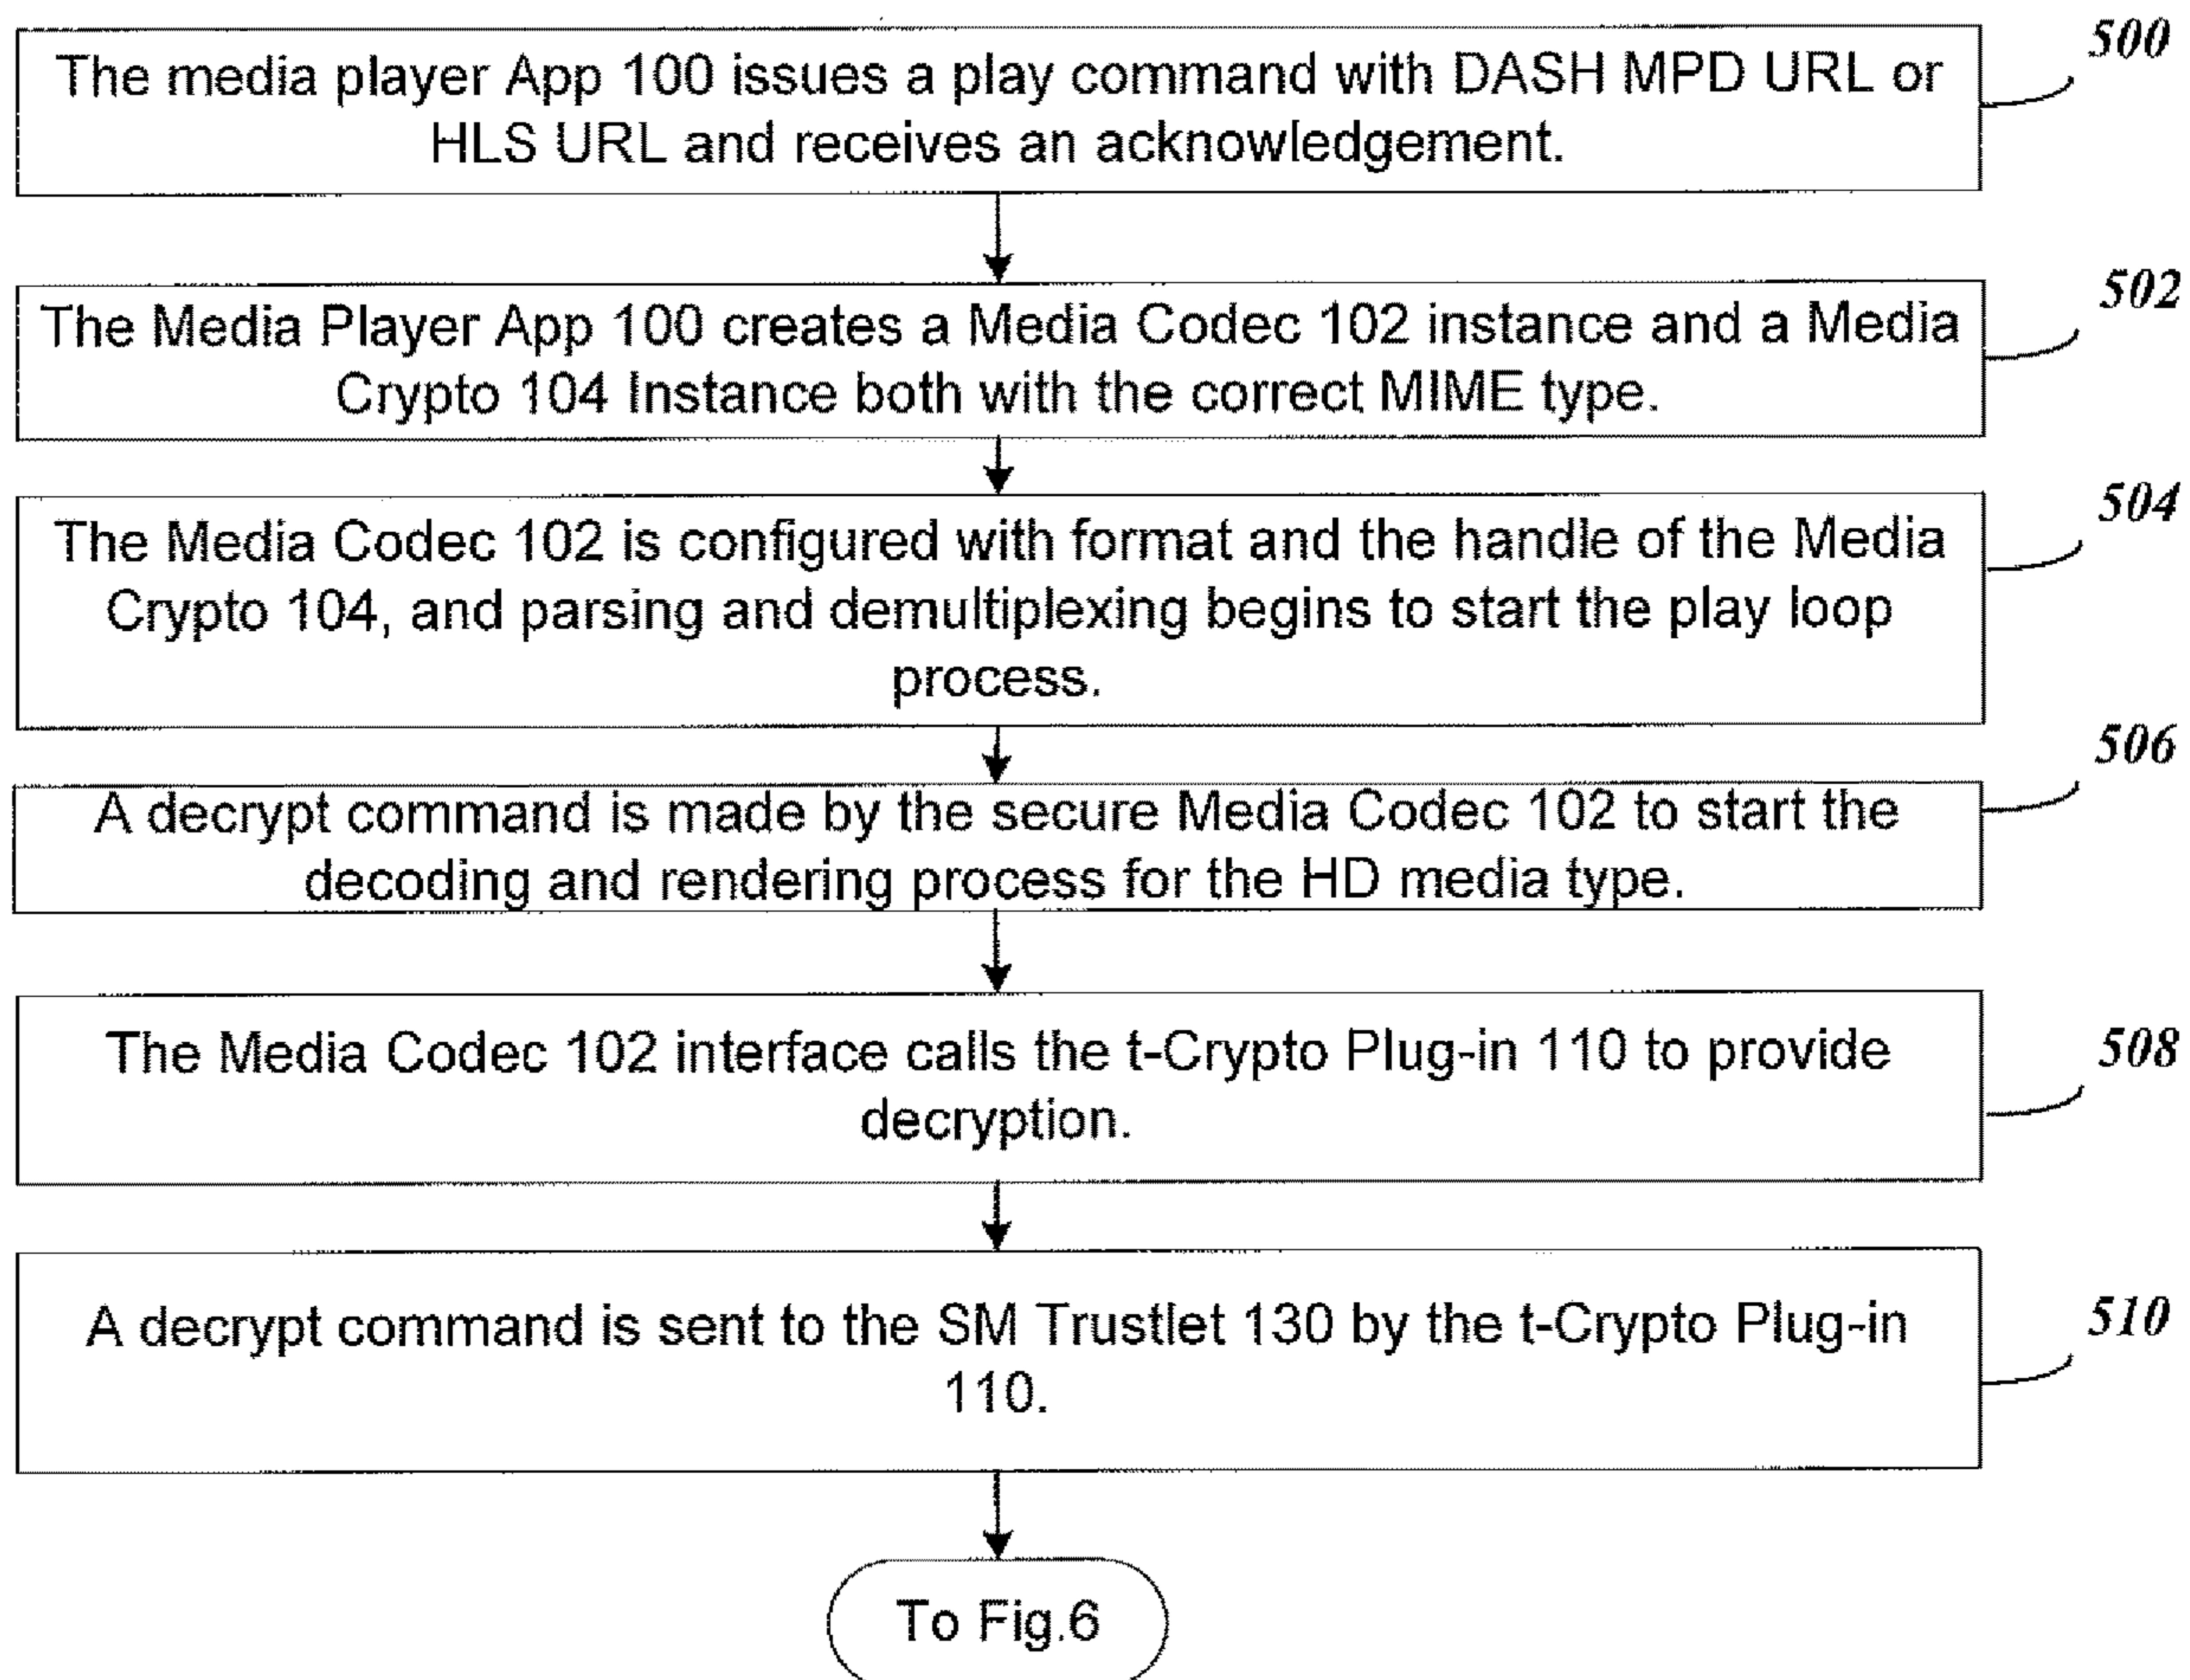 500
The media player App 100 issues a play command with DASH MPD URL or
HLS URL and receives an acknowledgement.
502
The Media Player App 100 creates a Media Codec 102 instance and a Media
Crypto 104 Instance both with the correct MIME type.
504
The Media Codec 102 is configured with format and the handle of the Media
Crypto 104, and parsing and demultiplexing begins to start the play loop
process.
506
A decrypt command is made by the secure Media Codec 102 to start the
decoding and rendering process for the HD media type.
508
The Media Codec 102 interface calls the t-Crypto Plug-in 110 to provide
decryption.
510
A decrypt command is sent to the SM Trustlet 130 by the t-Crypto Plug-in
110.
To Fig.6